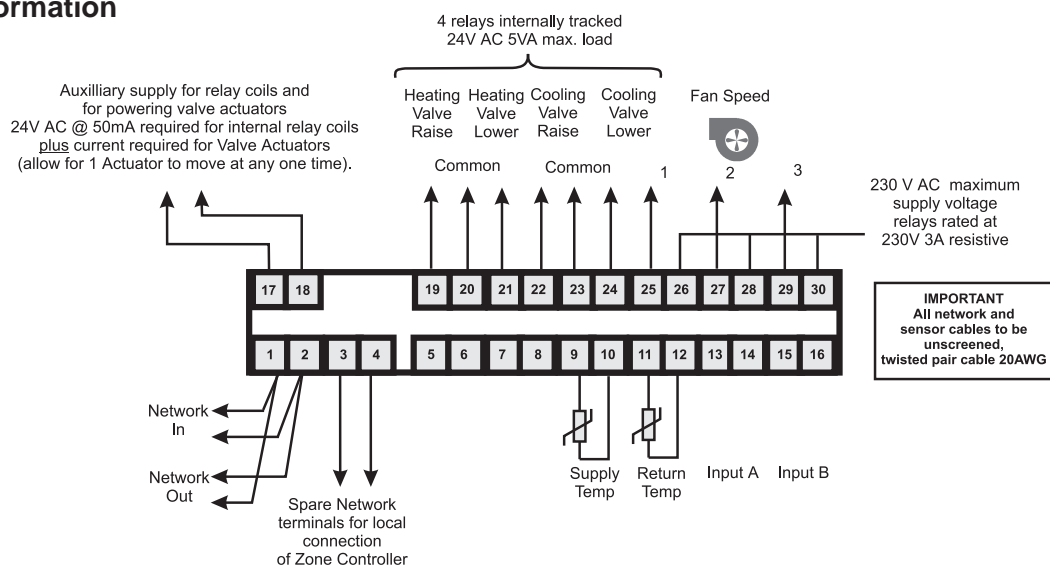 ormation
4 relays internally tracked
24V AC 5VA max. load
Auxilliary supply for relay coils and
for powering valve actuators
24V AC @ 50mA required for internal relay coils
plus current required for Valve Actuators
(allow for 1 Actuator to move at any one time).
Heating Valve Raise
Heating Valve Lower
Cooling Valve Raise
Cooling Valve Lower
Fan Speed
Common
Common
1
2
3
230 V AC maximum
supply voltage
relays rated at
230V 3A resistive
17 18 19 20 21 22 23 24 25 26 27 28 29 30
1 2 3 4 5 6 7 8 9 10 11 12 13 14 15 16
IMPORTANT
All network and
sensor cables to be
unscreened,
twisted pair cable 20AWG
Network
In
Network
Out
Spare Network
terminals for local
connection
of Zone Controller
Supply
Temp
Return
Temp
Input A
Input B